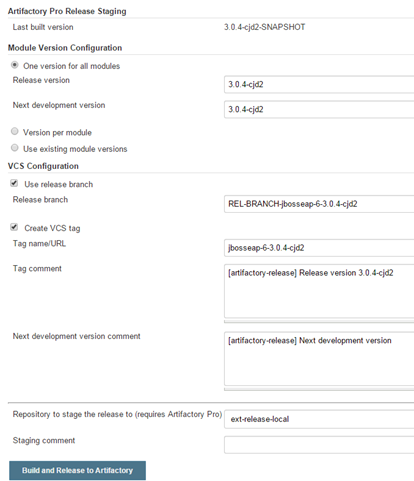 Artifactory Pro Release Staging
Last built version 3.0.4-cjd2-SNAPSHOT
Module Version Configuration
One version for all modules
Release version 3.0.4-cjd2
Next development version 3.0.4-cjd2
Version per module
Use existing module versions
VCS Configuration
Use release branch
Release branch REL-BRANCH-jbosseap-6-3.0.4-cjd2
Create VCS tag
Tag name/URL jbosseap-6-3.0.4-cjd2
Tag comment [artifactory-release] Release version 3.0.4-cjd2
Next development version comment [artifactory-release] Next development version
Repository to stage the release to (requires Artifactory Pro) ext-release-local
Staging comment
Build and Release to Artifactory